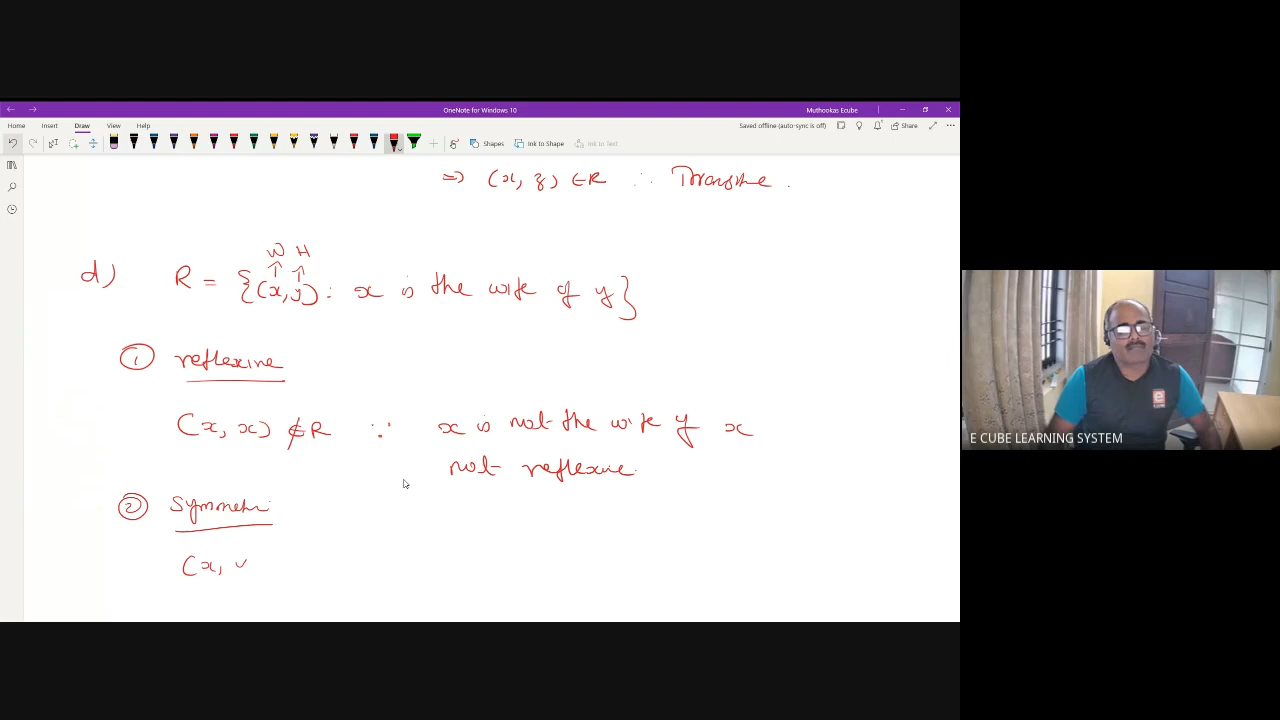 OneNote for Windows 10
Muthookas Ecube
Home Insert Draw View Help
Saved offline (auto-sync is off)
Share
Shapes
Ink to Shape
Ink to Text
⇒ (x, z) ∈ R ∴ Transitive.
W H
d) R = {(x, y) : x is the wife of y}
① reflexive
(x, x) ∉ R ∵ x is not the wife of x
not reflexive.
② Symmetri
(x,
E CUBE LEARNING SYSTEM